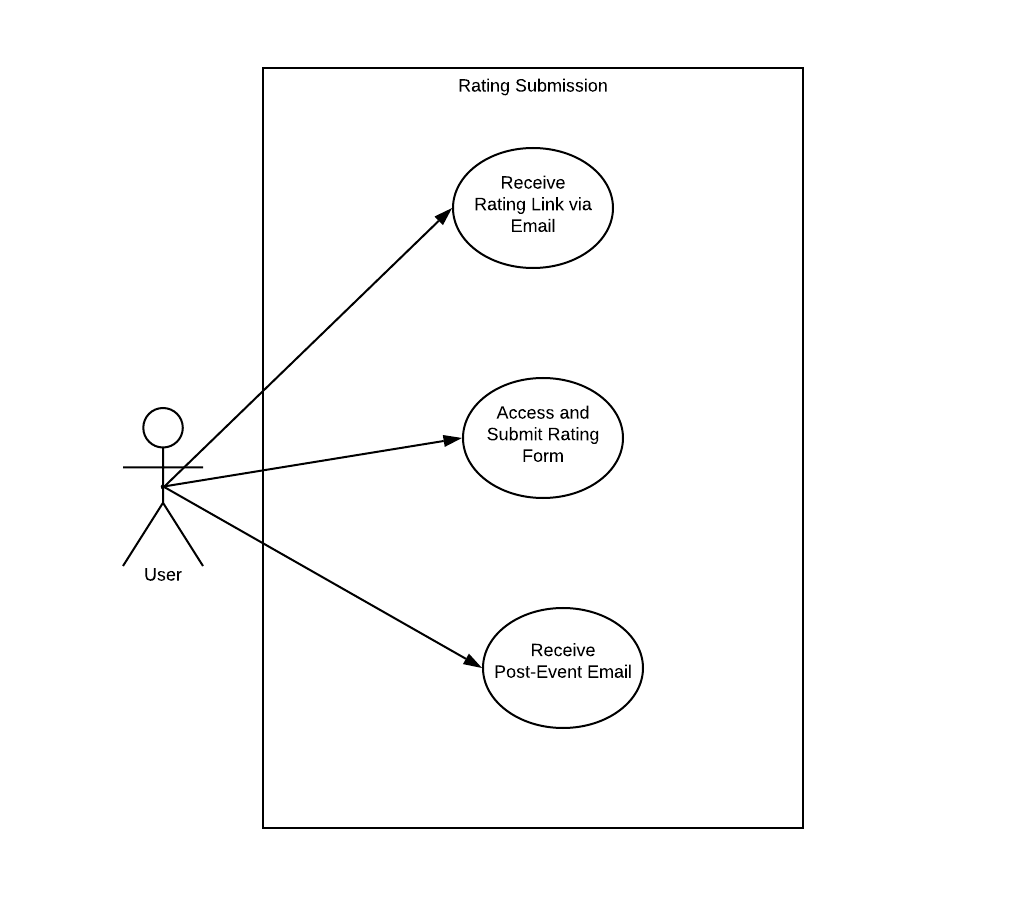 Rating Submission
Receive
Rating Link via
Email
Access and
Submit Rating
Form
User
Receive
Post-Event Email